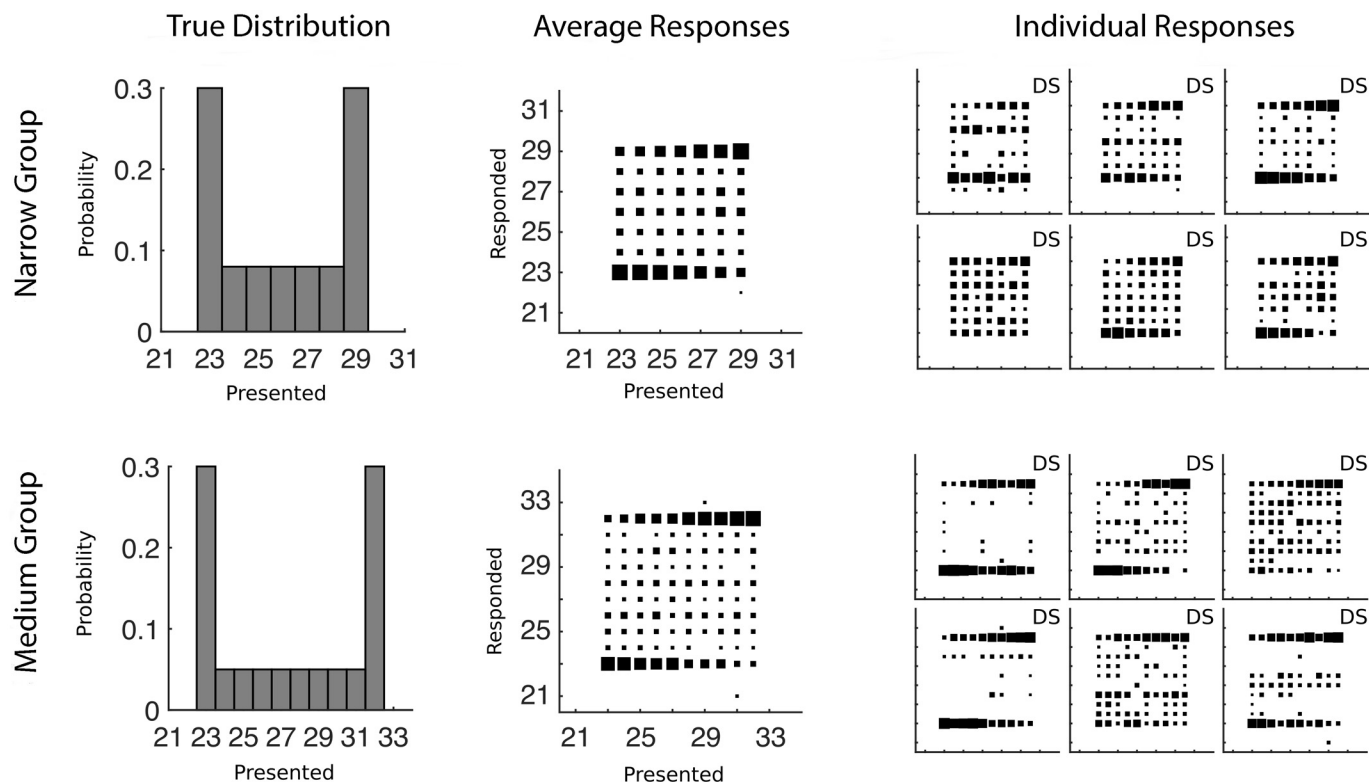 True Distribution
Average Responses
Individual Responses
Narrow Group
Probability
0.3
0.2
0.1
0
21 23 25 27 29 31
Presented
Responded
31
29
27
25
23
21
21 23 25 27 29 31
Presented
DS DS DS
DS DS DS
Medium Group
Probability
0.3
0.2
0.1
0
21 23 25 27 29 31 33
Presented
Responded
33
29
25
21
21 25 29 33
Presented
DS DS DS
DS DS DS